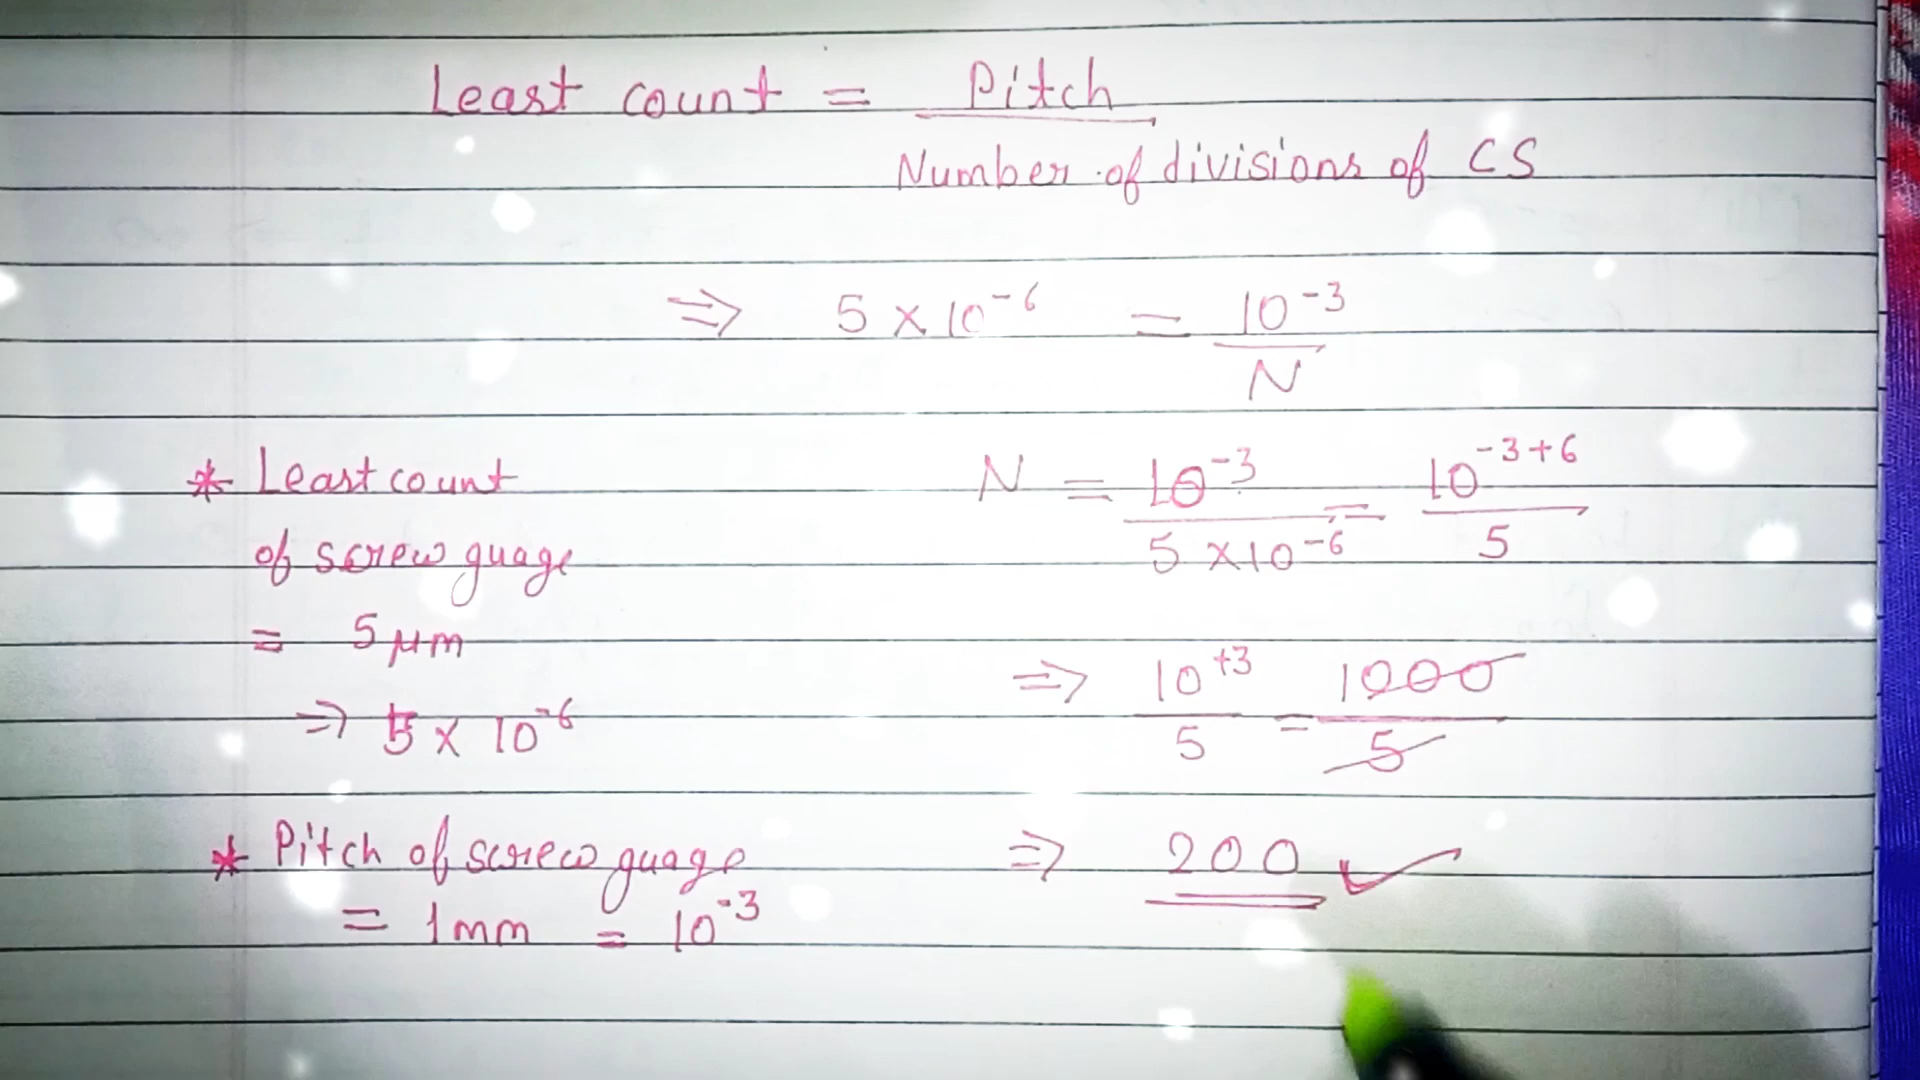 Least count = Pitch
Number of divisions of CS
⇒ 5 × 10⁻⁶ = 10⁻³
N
* Least count
of screw guage
= 5 μm
⇒ 5 × 10⁻⁶
* Pitch of screw guage
= 1 mm = 10⁻³
N = 10⁻³ = 10⁻³⁺⁶
5 × 10⁻⁶ 5
⇒ 10⁺³ = 1000
5 5
⇒ 200 ✓